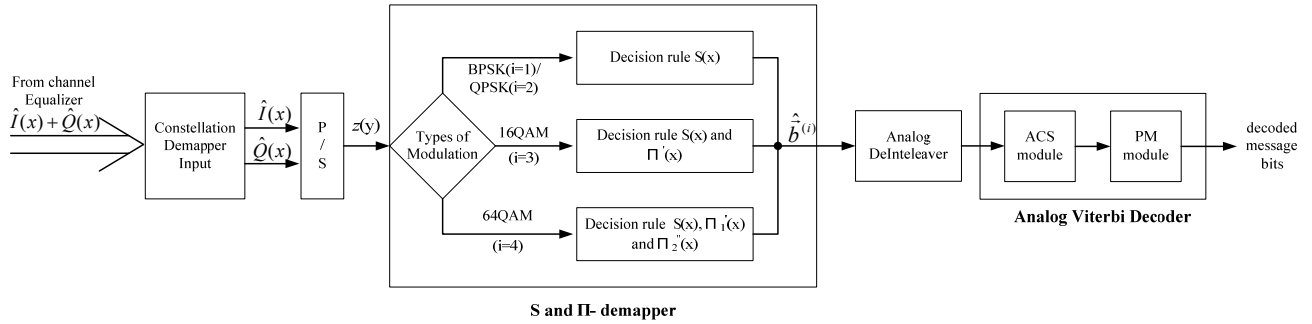 From channel
Equalizer
Î(x) + Q̂(x)
Constellation
Demapper
Input
Î(x)
Q̂(x)
P
/
S
z(y)
Types of
Modulation
BPSK(i=1)/
QPSK(i=2)
16QAM
(i=3)
64QAM
(i=4)
Decision rule S(x)
Decision rule S(x) and
Π'(x)
Decision rule S(x), Π'₁(x)
and Π''₂(x)
S and Π- demapper
b̂⃗⁽ⁱ⁾
Analog
DeInteleaver
ACS
module
PM
module
Analog Viterbi Decoder
decoded
message
bits